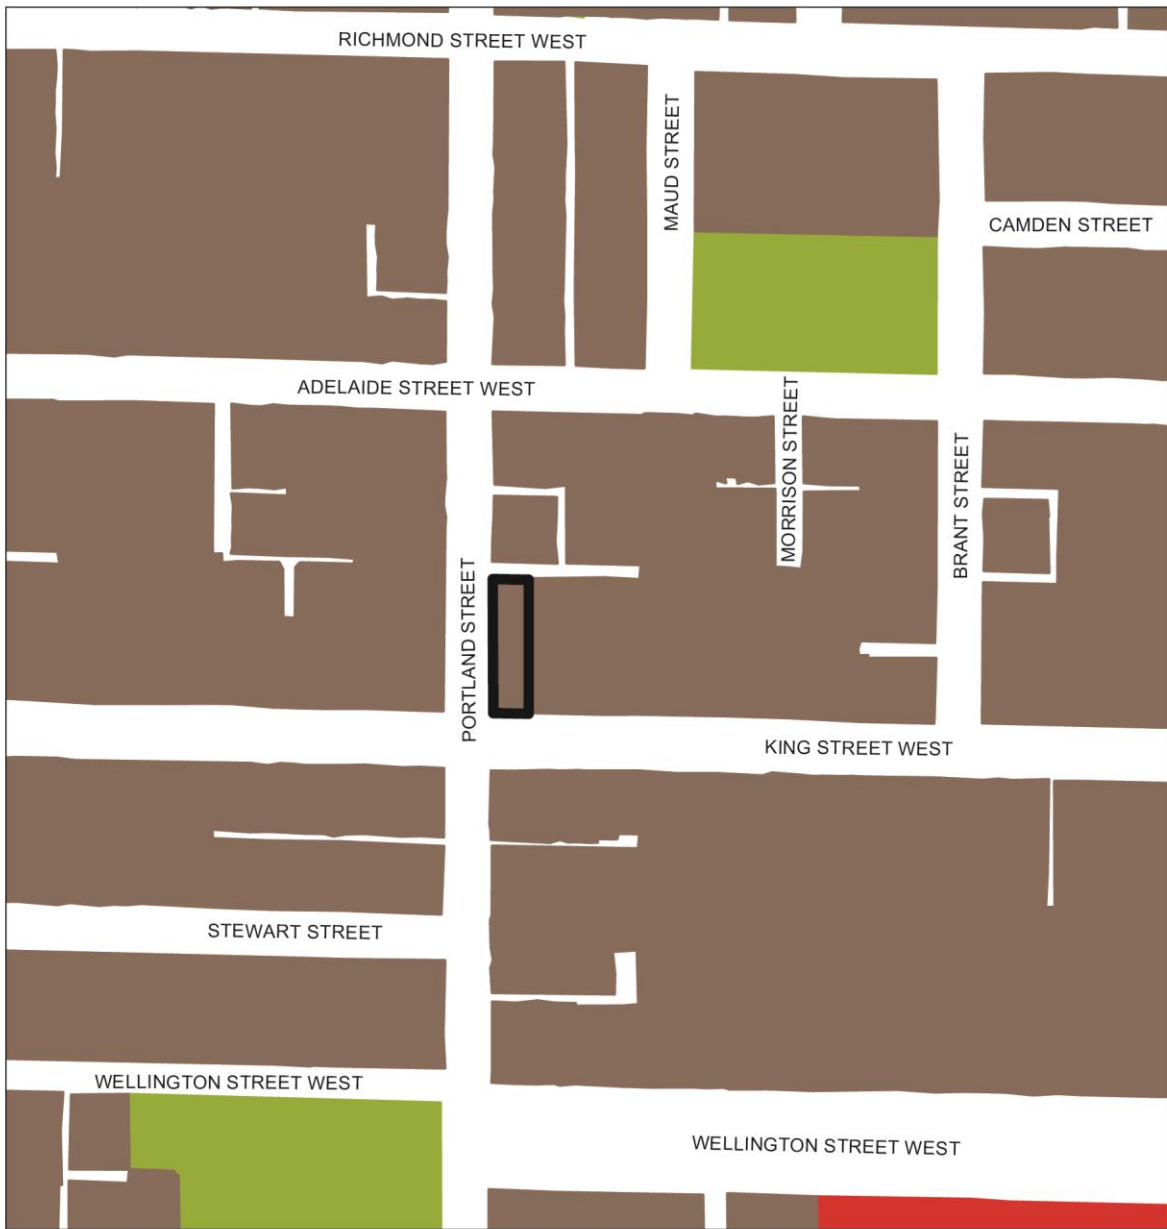 RICHMOND STREET WEST
MAUD STREET
CAMDEN STREET
ADELAIDE STREET WEST
MORRISON STREET
BRANT STREET
PORTLAND STREET
KING STREET WEST
STEWART STREET
WELLINGTON STREET WEST
WELLINGTON STREET WEST